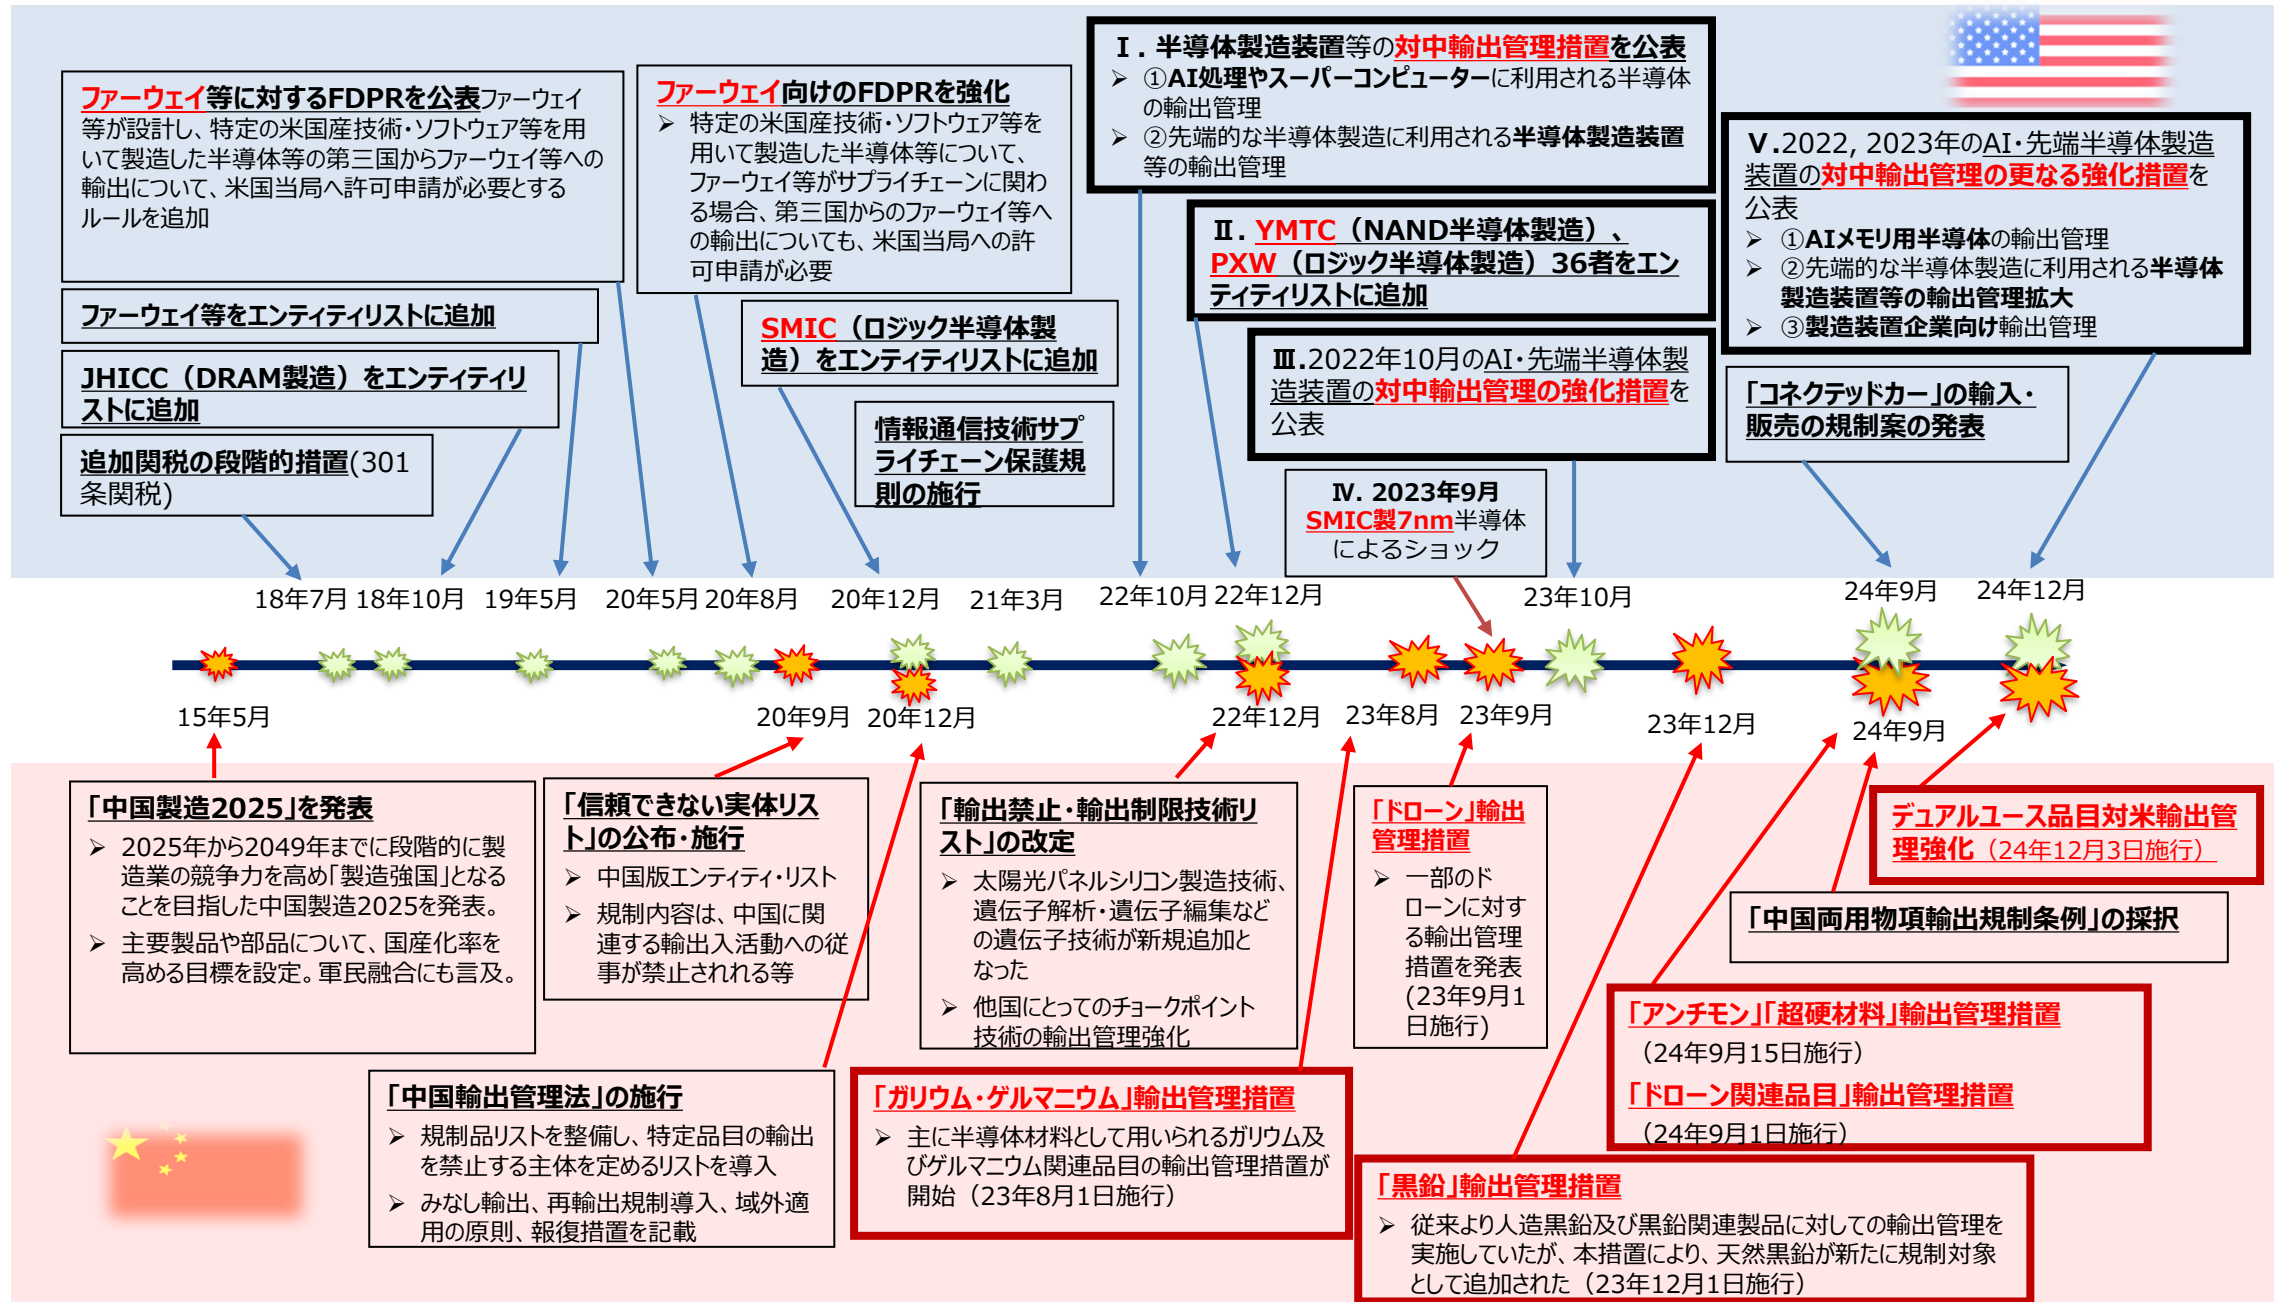 ファーウェイ等に対するFDPRを公表ファーウェイ
等が設計し、特定の米国産技術・ソフトウェア等を用
いて製造した半導体等の第三国からファーウェイ等への
輸出について、米国当局へ許可申請が必要とする
ルールを追加
ファーウェイ等をエンティティリストに追加
JHICC（DRAM製造）をエンティティリ
ストに追加
追加関税の段階的措置(301
条関税)
ファーウェイ向けのFDPRを強化
➢ 特定の米国産技術・ソフトウェア等を
用いて製造した半導体等について、
ファーウェイ等がサプライチェーンに関わ
る場合、第三国からのファーウェイ等へ
の輸出についても、米国当局への許
可申請が必要
SMIC（ロジック半導体製
造）をエンティティリストに追加
情報通信技術サプ
ライチェーン保護規
則の施行
Ⅰ. 半導体製造装置等の対中輸出管理措置を公表
➢ ①AI処理やスーパーコンピューターに利用される半導体
の輸出管理
➢ ②先端的な半導体製造に利用される半導体製造装置
等の輸出管理
Ⅱ. YMTC（NAND半導体製造）、
PXW（ロジック半導体製造）36者をエン
ティティリストに追加
Ⅲ.2022年10月のAI・先端半導体製
造装置の対中輸出管理の強化措置を
公表
Ⅳ. 2023年9月
SMIC製7nm半導体
によるショック
Ⅴ.2022, 2023年のAI・先端半導体製造
装置の対中輸出管理の更なる強化措置を
公表
➢ ①AIメモリ用半導体の輸出管理
➢ ②先端的な半導体製造に利用される半導体
製造装置等の輸出管理拡大
➢ ③製造装置企業向け輸出管理
「コネクテッドカー」の輸入・
販売の規制案の発表
18年7月 18年10月 19年5月 20年5月 20年8月 20年12月 21年3月 22年10月 22年12月 23年10月 24年9月 24年12月
15年5月 20年9月 20年12月 22年12月 23年8月 23年9月 23年12月 24年9月
「中国製造2025」を発表
➢ 2025年から2049年までに段階的に製
造業の競争力を高め「製造強国」となる
ことを目指した中国製造2025を発表。
➢ 主要製品や部品について、国産化率を
高める目標を設定。軍民融合にも言及。
「信頼できない実体リス
ト」の公布・施行
➢ 中国版エンティティ・リスト
➢ 規制内容は、中国に関
連する輸出入活動への従
事が禁止されれる等
「輸出禁止・輸出制限技術リ
スト」の改定
➢ 太陽光パネルシリコン製造技術、
遺伝子解析・遺伝子編集など
の遺伝子技術が新規追加と
なった
➢ 他国にとってのチョークポイント
技術の輸出管理強化
「ドローン」輸出
管理措置
➢ 一部のド
ローンに対す
る輸出管理
措置を発表
(23年9月1
日施行)
デュアルユース品目対米輸出管
理強化（24年12月3日施行）
「中国両用物項輸出規制条例」の採択
「アンチモン」「超硬材料」輸出管理措置
（24年9月15日施行）
「ドローン関連品目」輸出管理措置
（24年9月1日施行）
「中国輸出管理法」の施行
➢ 規制品リストを整備し、特定品目の輸出
を禁止する主体を定めるリストを導入
➢ みなし輸出、再輸出規制導入、域外適
用の原則、報復措置を記載
「ガリウム・ゲルマニウム」輸出管理措置
➢ 主に半導体材料として用いられるガリウム及
びゲルマニウム関連品目の輸出管理措置が
開始（23年8月1日施行）
「黒鉛」輸出管理措置
➢ 従来より人造黒鉛及び黒鉛関連製品に対しての輸出管理を
実施していたが、本措置により、天然黒鉛が新たに規制対象
として追加された（23年12月1日施行）